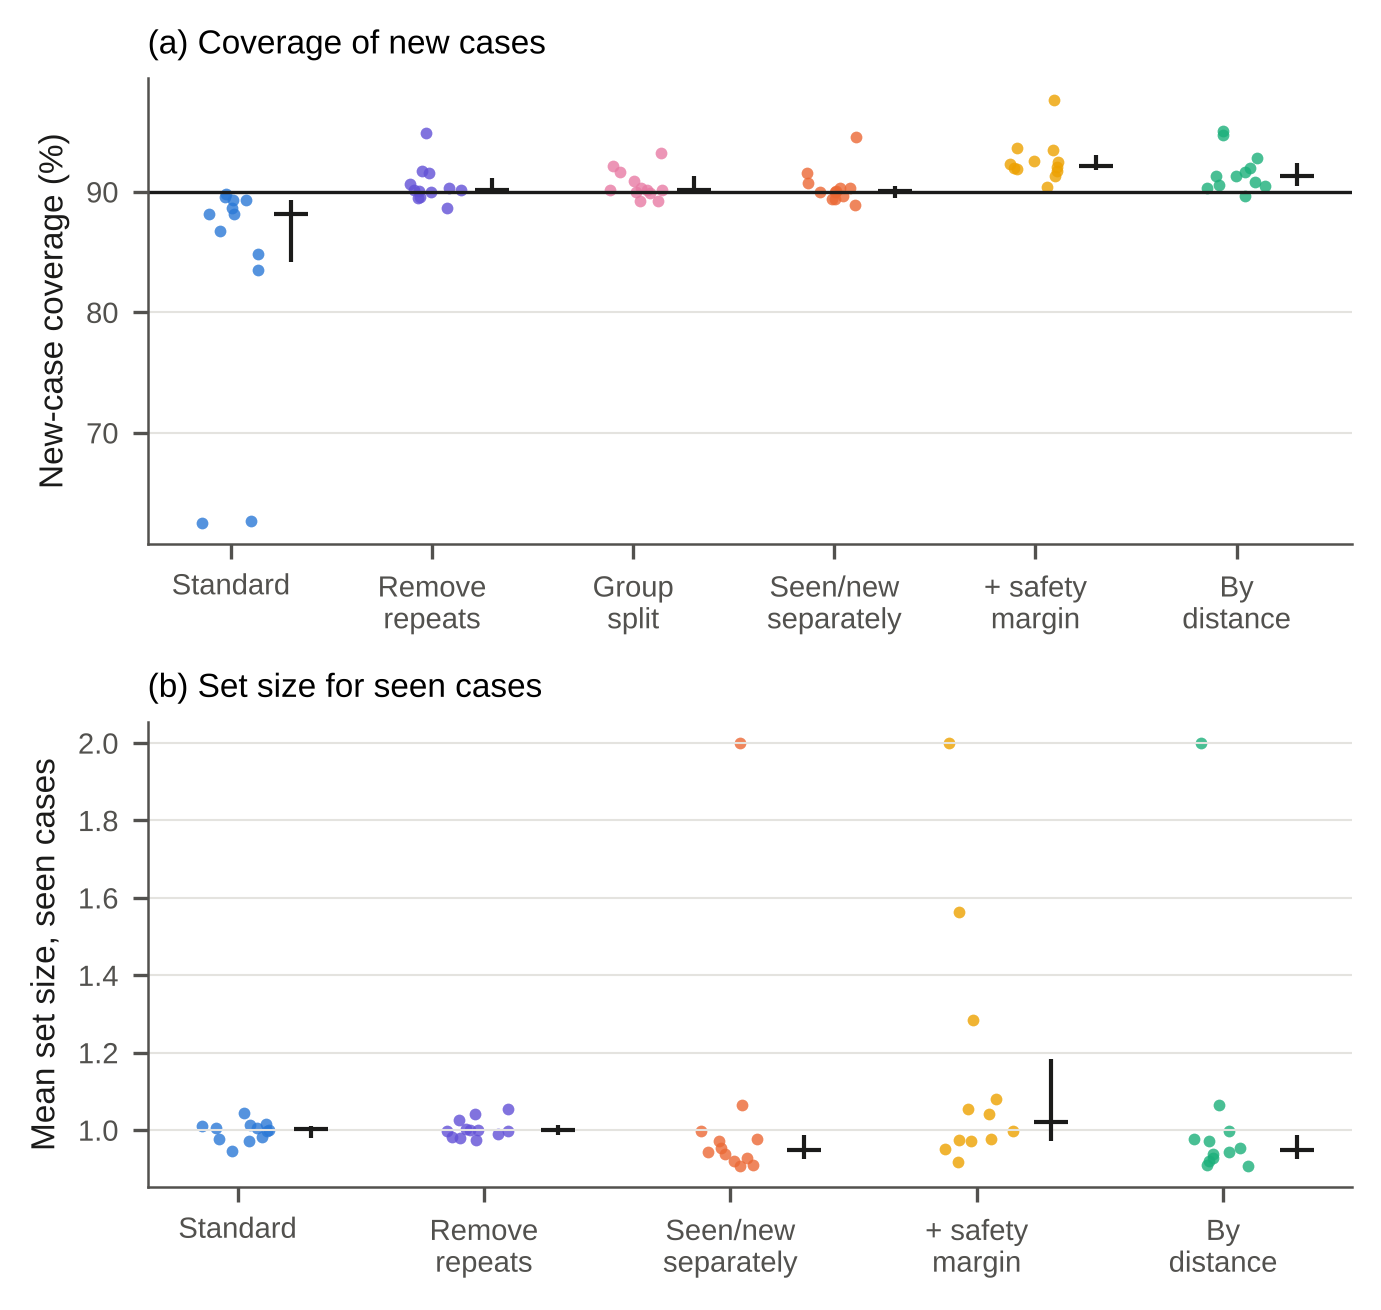 (a) Coverage of new cases
New-case coverage (%)
90
80
70
Standard
Remove
repeats
Group
split
Seen/new
separately
+ safety
margin
By
distance
(b) Set size for seen cases
Mean set size, seen cases
2.0
1.8
1.6
1.4
1.2
1.0
Standard
Remove
repeats
Seen/new
separately
+ safety
margin
By
distance